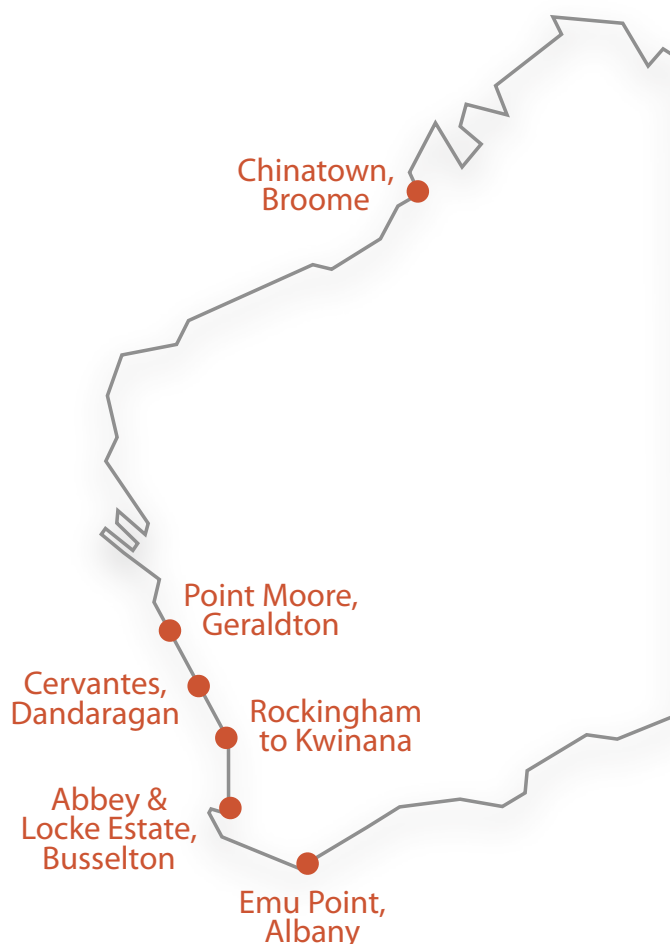 Chinatown,
Broome
Point Moore,
Geraldton
Cervantes,
Dandaragan
Rockingham
to Kwinana
Abbey &
Locke Estate,
Busselton
Emu Point,
Albany